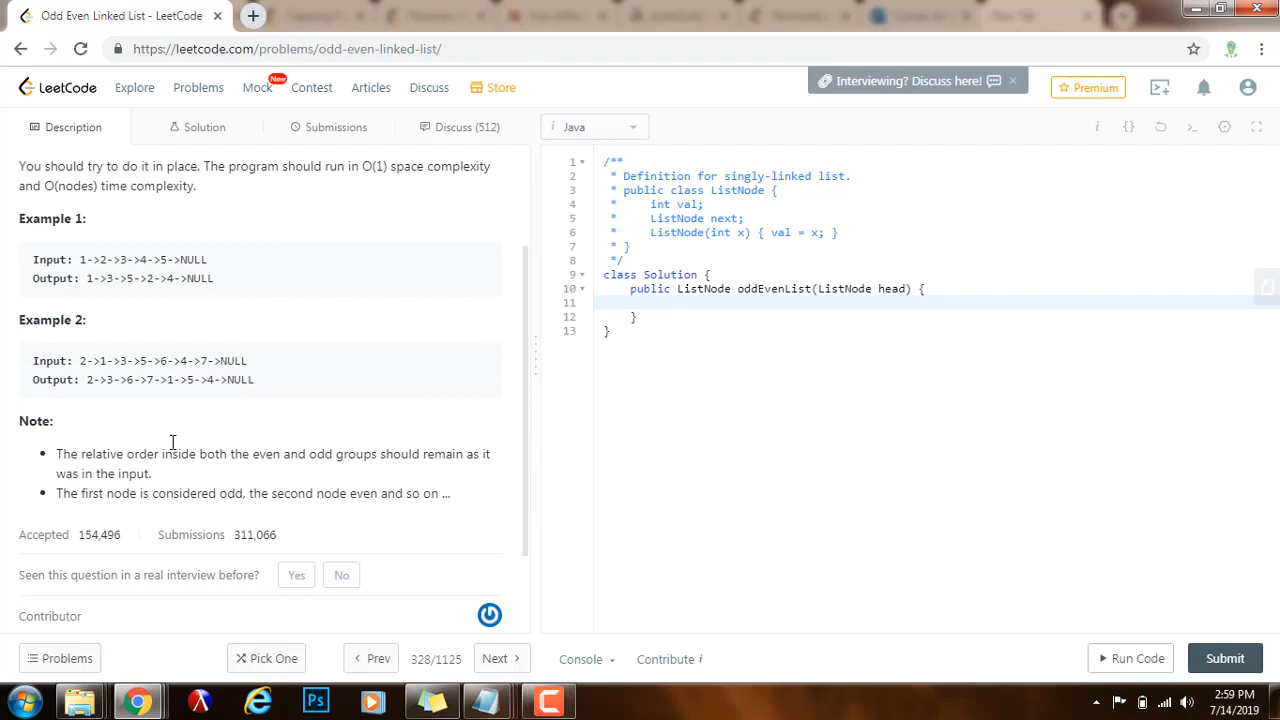 Odd Even Linked List - LeetCode
https://leetcode.com/problems/odd-even-linked-list/
LeetCode
Explore
Problems
Mock
New
Contest
Articles
Discuss
Store
Interviewing? Discuss here!
Premium
Description
Solution
Submissions
Discuss (512)
Java
You should try to do it in place. The program should run in O(1) space complexity
and O(nodes) time complexity.
Example 1:
Input: 1->2->3->4->5->NULL
Output: 1->3->5->2->4->NULL
Example 2:
Input: 2->1->3->5->6->4->7->NULL
Output: 2->3->6->7->1->5->4->NULL
Note:
• The relative order inside both the even and odd groups should remain as it
was in the input.
• The first node is considered odd, the second node even and so on ...
Accepted 154,496 Submissions 311,066
Seen this question in a real interview before? Yes No
Contributor
1 /**
2 * Definition for singly-linked list.
3 * public class ListNode {
4 * int val;
5 * ListNode next;
6 * ListNode(int x) { val = x; }
7 * }
8 */
9 class Solution {
10 public ListNode oddEvenList(ListNode head) {
11
12 }
13 }
Problems
Pick One
< Prev
328/1125
Next >
Console
Contribute i
Run Code
Submit
2:59 PM
7/14/2019